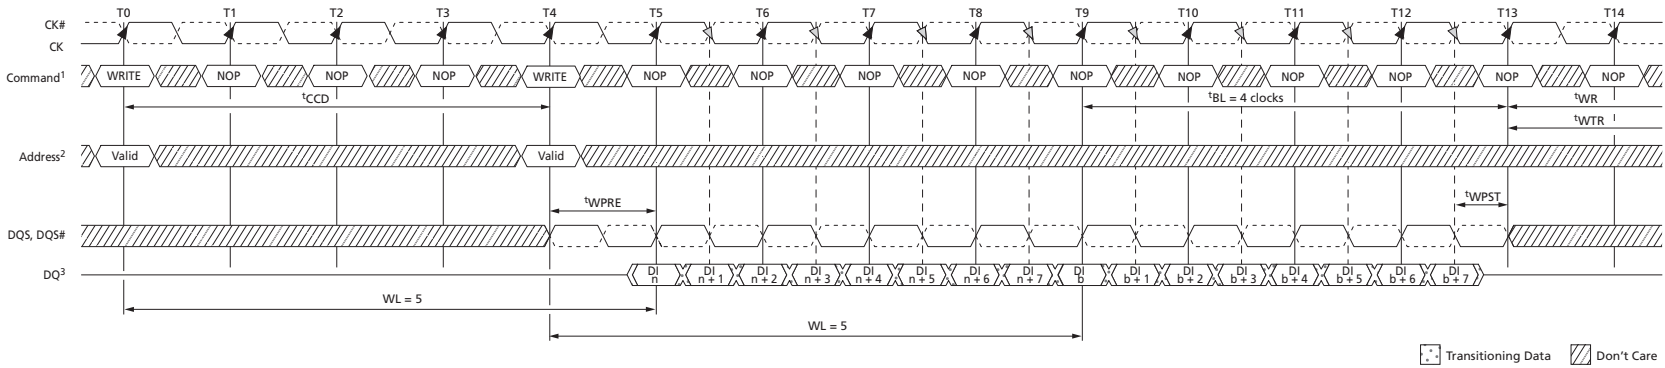 T0 T1 T2 T3 T4 T5 T6 T7 T8 T9 T10 T11 T12 T13 T14
CK#
CK
Command1 WRITE NOP NOP NOP WRITE NOP NOP NOP NOP NOP NOP NOP NOP NOP NOP
tCCD tBL = 4 clocks tWR
tWTR
Address2 Valid Valid
tWPRE tWPST
DQS, DQS#
DQ3 DI n DI n + 1 DI n + 2 DI n + 3 DI n + 4 DI n + 5 DI n + 6 DI n + 7 DI b DI b + 1 DI b + 2 DI b + 3 DI b + 4 DI b + 5 DI b + 6 DI b + 7
WL = 5
WL = 5
Transitioning Data Don't Care